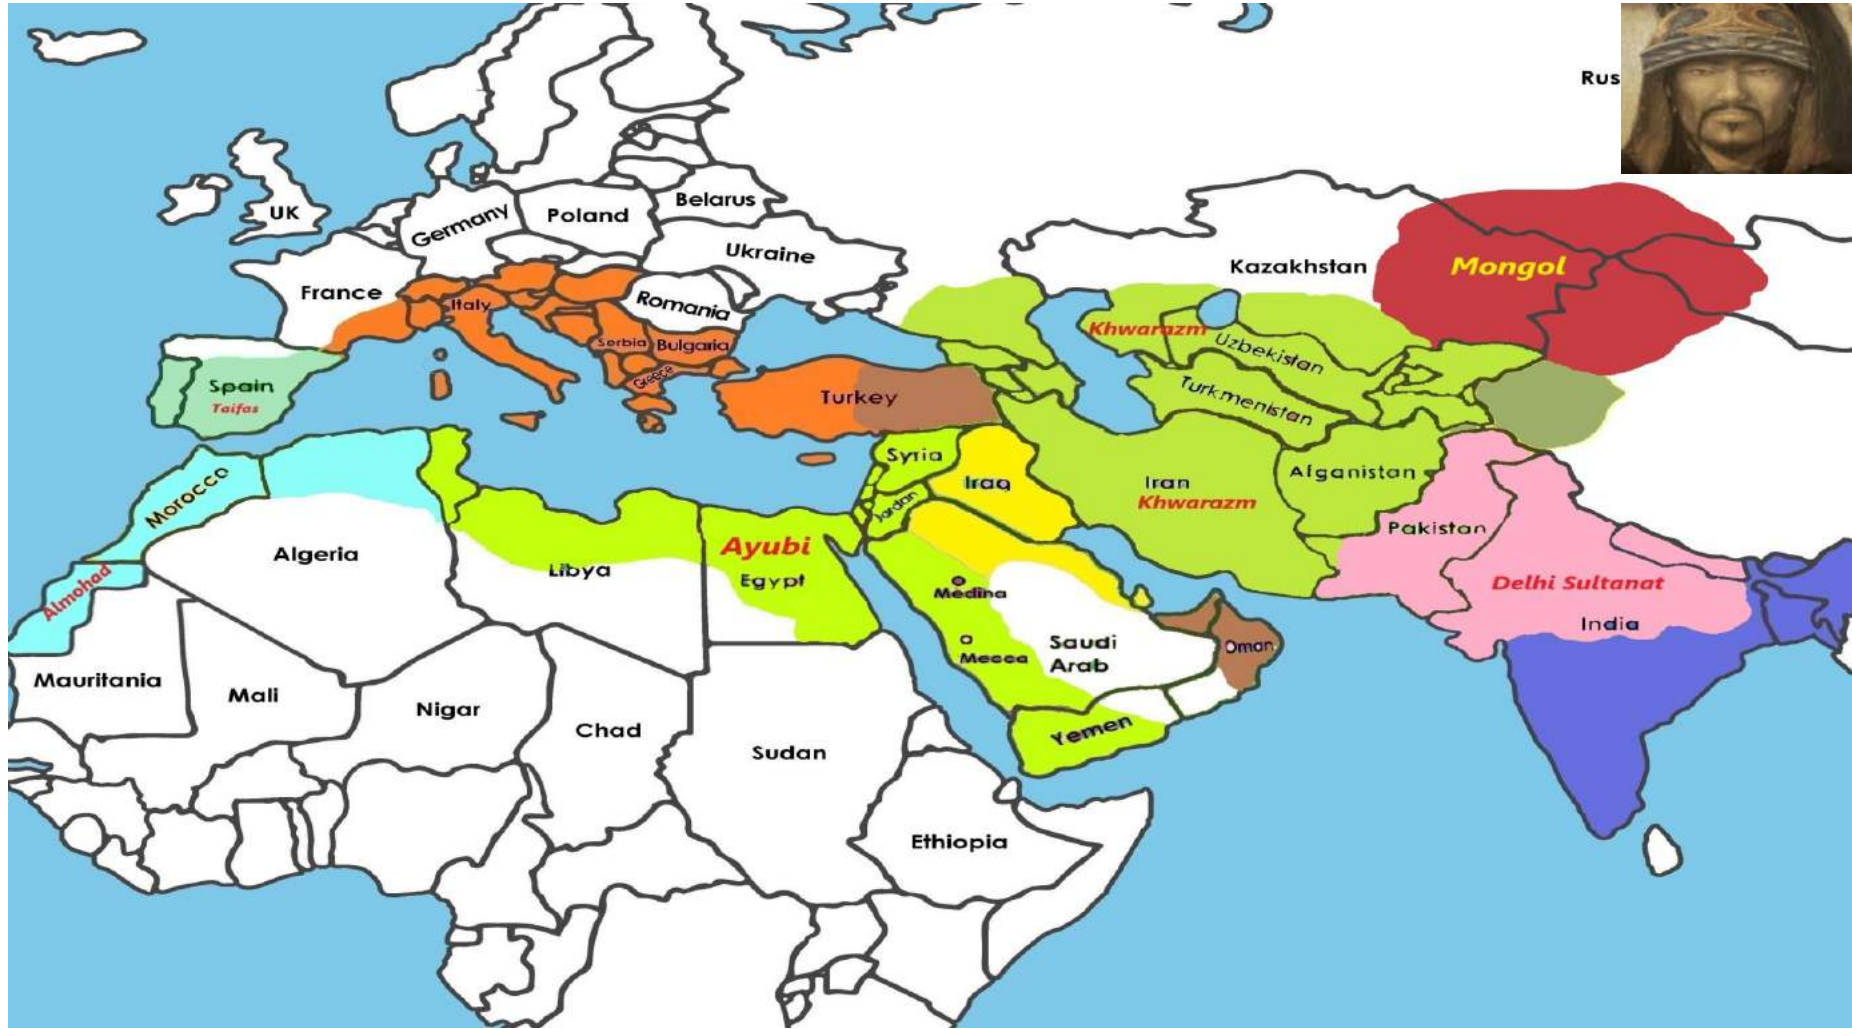 Rus
UK
Germany
Poland
Belarus
Ukraine
France
Italy
Romania
Serbia
Bulgaria
Greece
Kazakhstan
Mongol
Khwarazm
Uzbekistan
Turkmenistan
Spain
Taifas
Turkey
Morocco
Almohad
Algeria
Libya
Ayubi
Egypt
Syria
Iraq
Jordan
Iran
Khwarazm
Afganistan
Pakistan
Delhi Sultanat
India
Medina
Mecca
Saudi
Arab
Oman
Yemen
Mauritania
Mali
Nigar
Chad
Sudan
Ethiopia